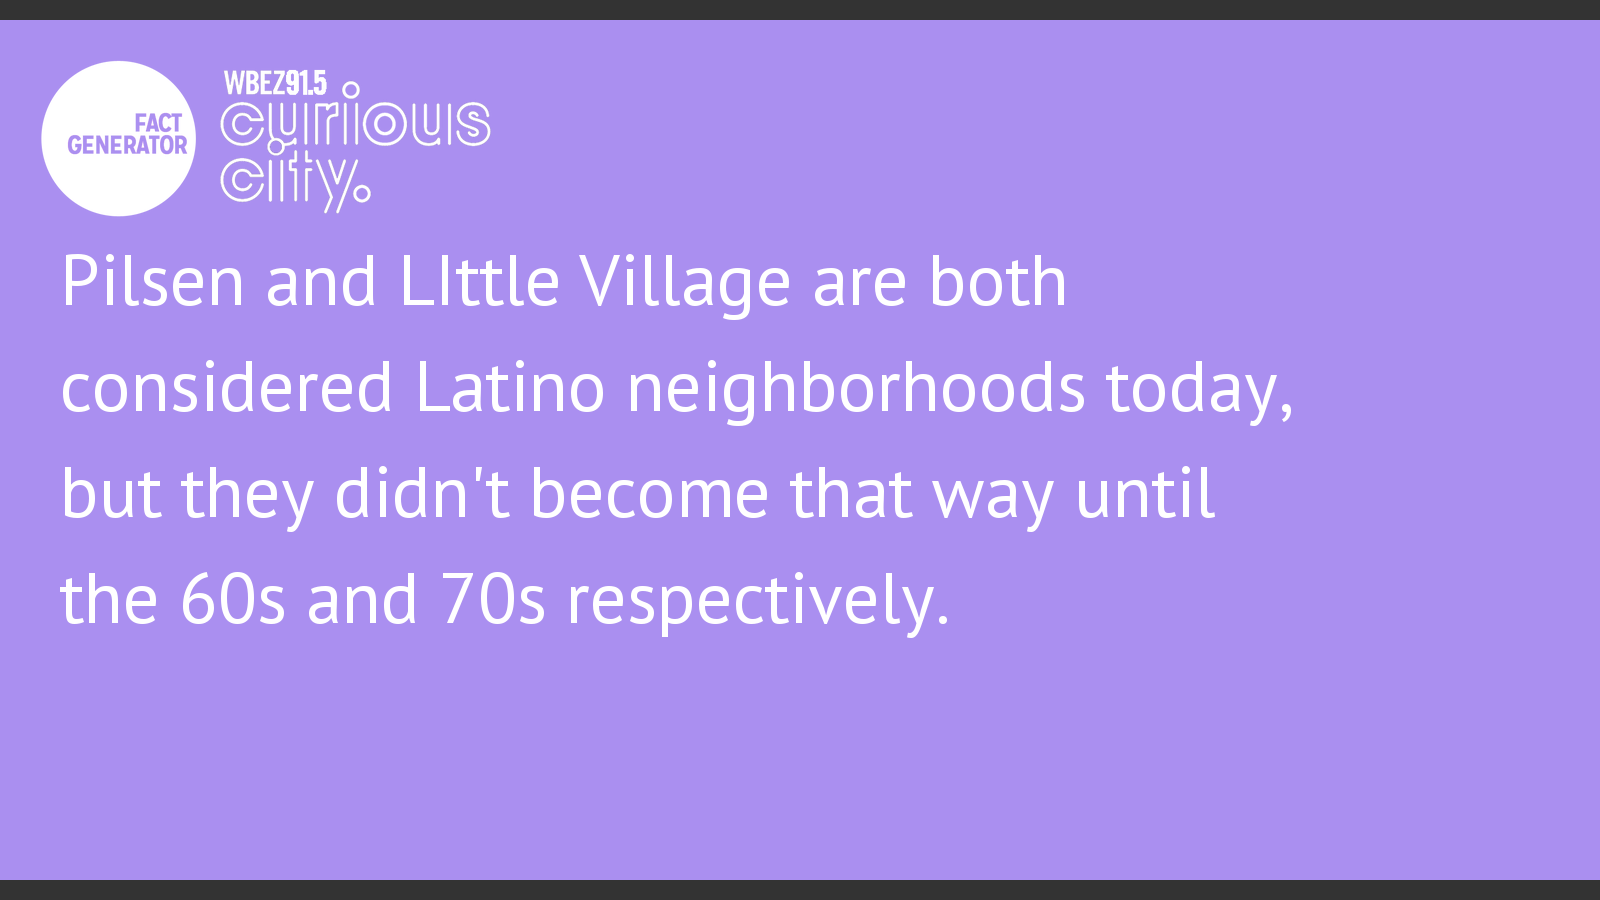 FACT
GENERATOR
WBEZ91.5
curious
city.
Pilsen and LIttle Village are both
considered Latino neighborhoods today,
but they didn't become that way until
the 60s and 70s respectively.